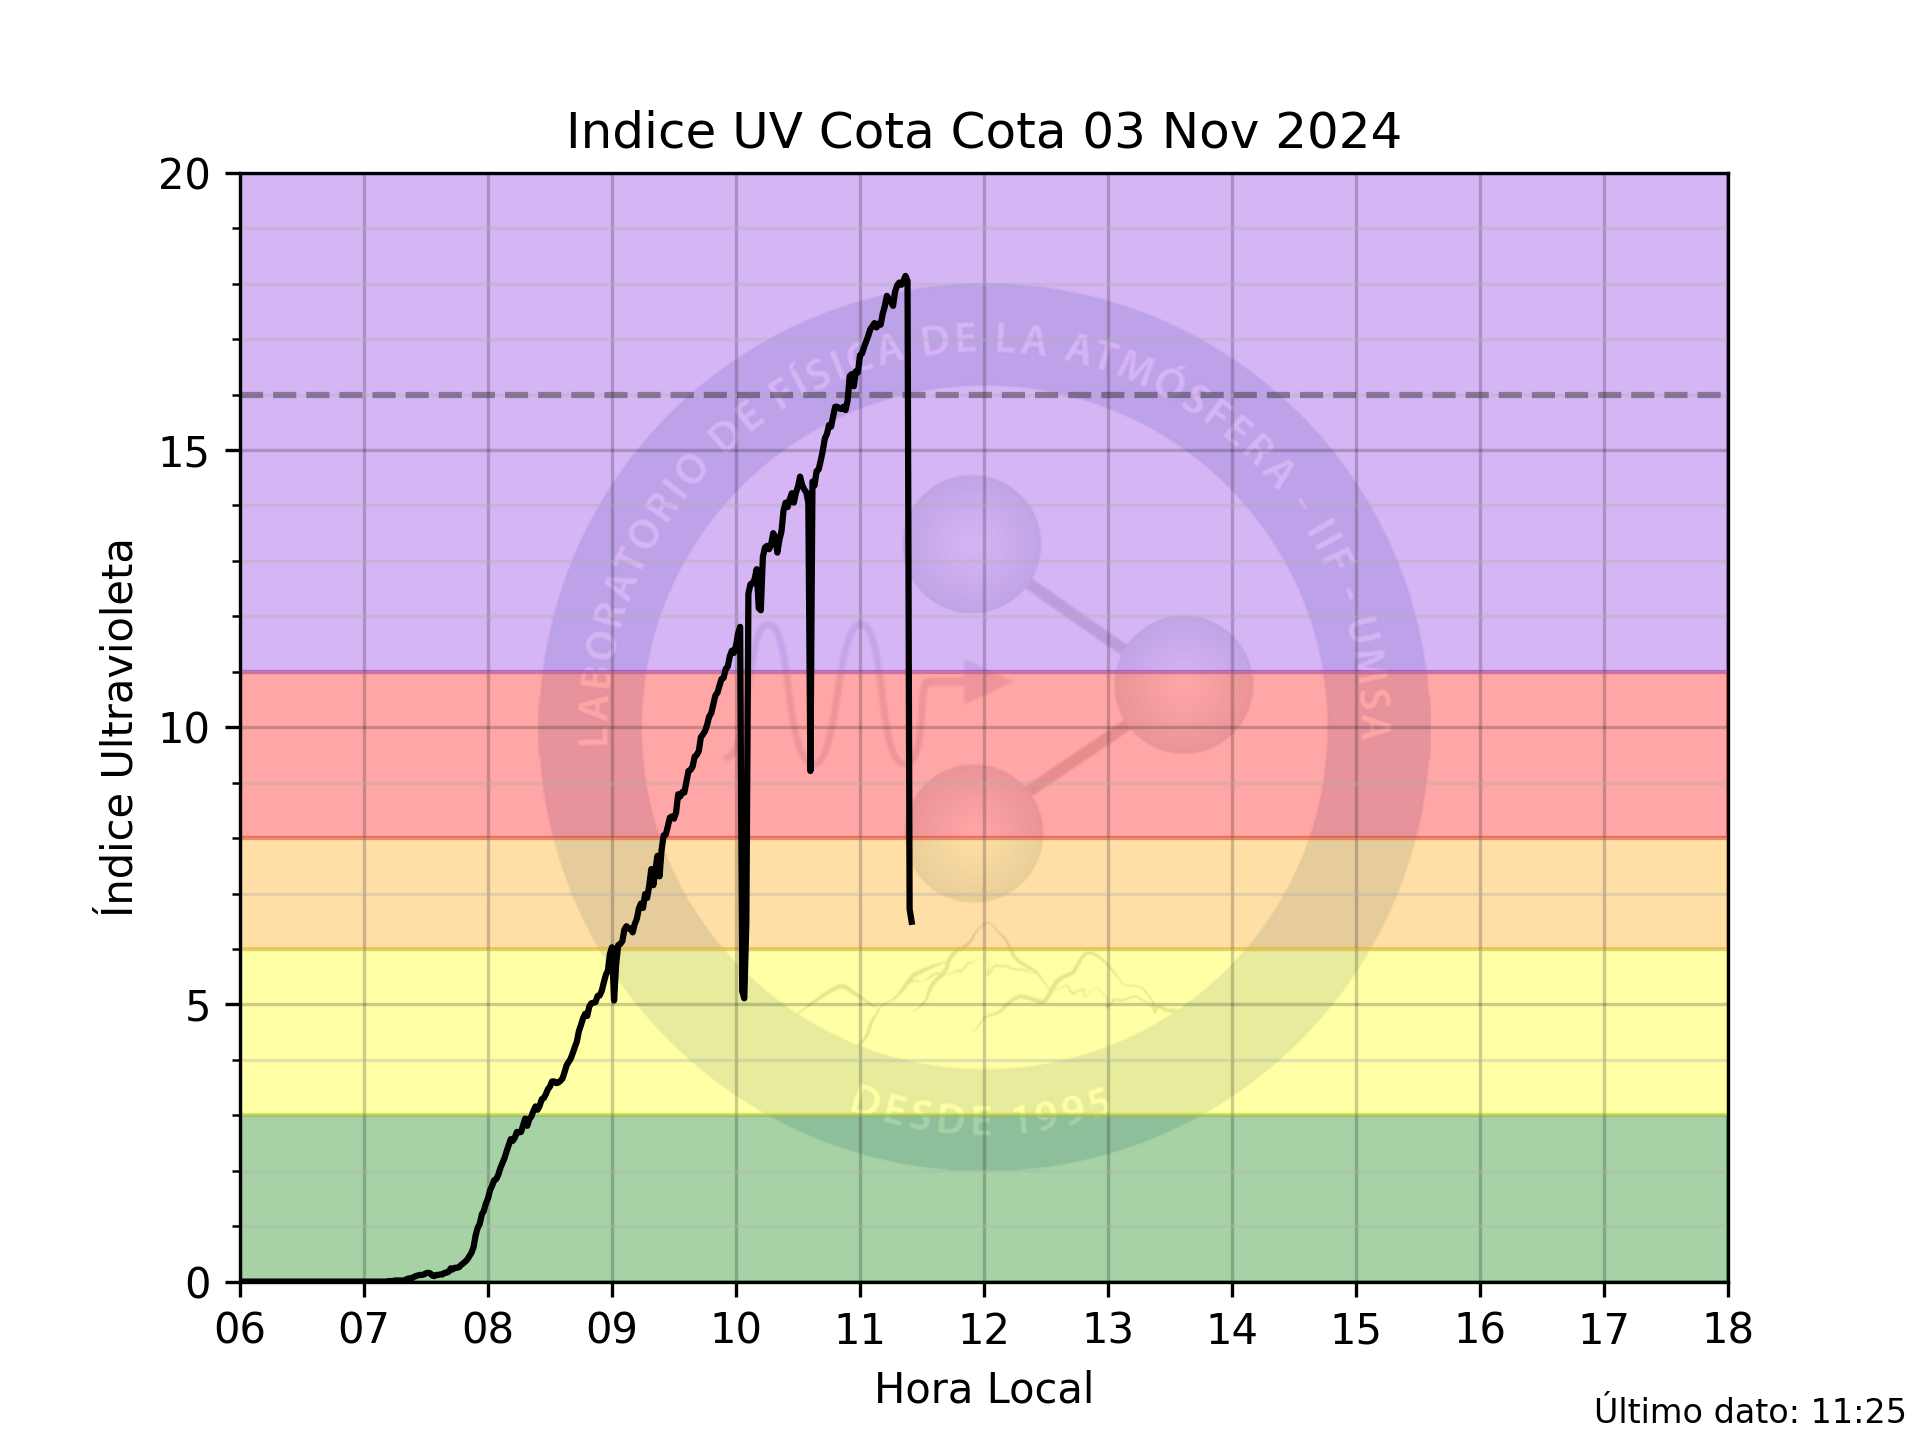 Indice UV Cota Cota 03 Nov 2024
20
15
10
5
0
Índice Ultravioleta
LABORATORIO DE FÍSICA DE LA ATMÓSFERA - IIF - UMSA
DESDE 1995
06 07 08 09 10 11 12 13 14 15 16 17 18
Hora Local
Último dato: 11:25